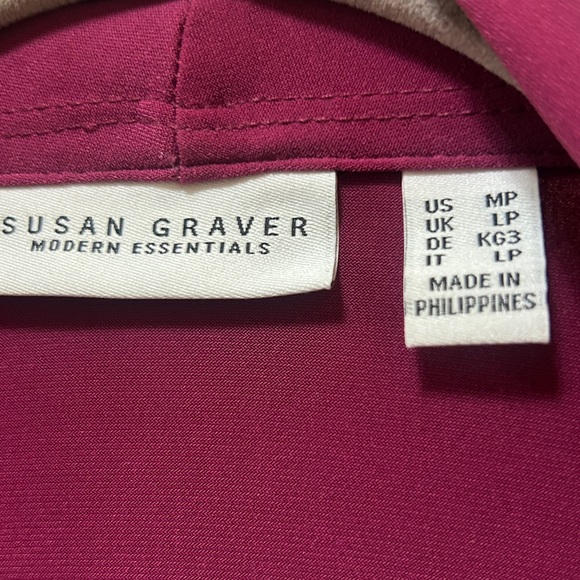 SUSAN GRAVER
MODERN ESSENTIALS
US MP
UK LP
DE KG3
IT LP
MADE IN
PHILIPPINES